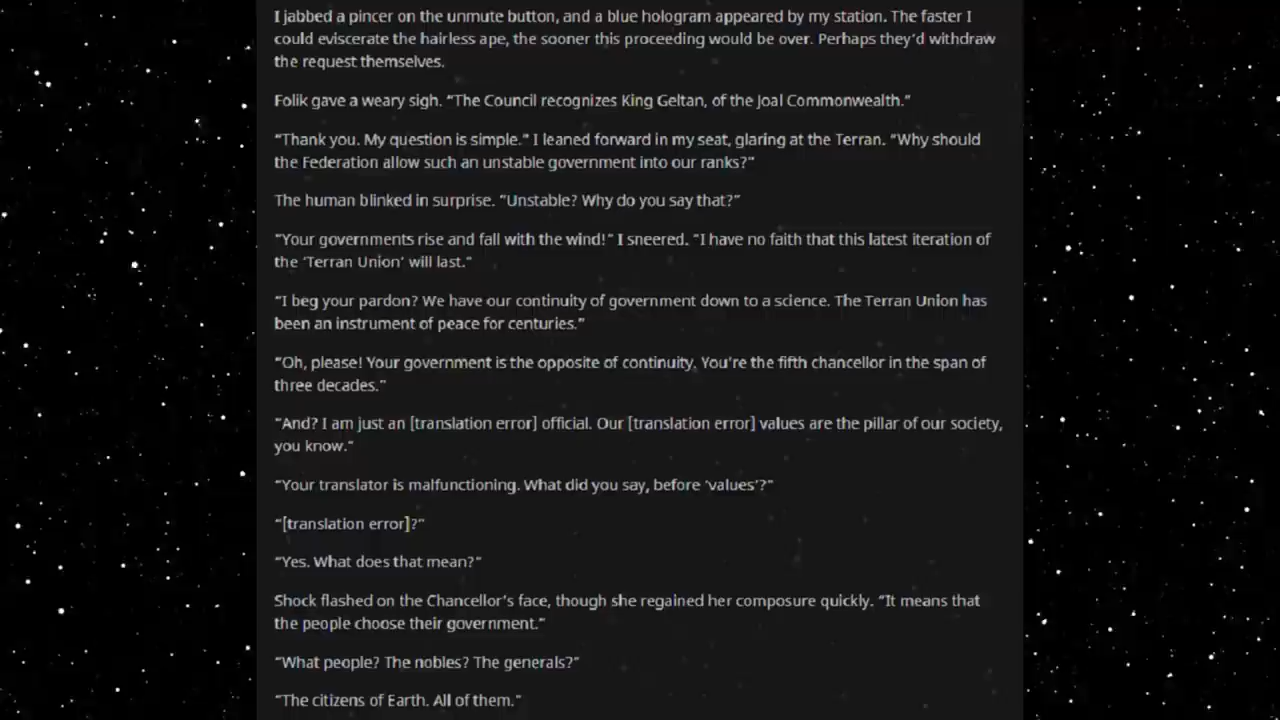 I jabbed a pincer on the unmute button, and a blue hologram appeared by my station. The faster I
could eviscerate the hairless ape, the sooner this proceeding would be over. Perhaps they’d withdraw
the request themselves.
Folik gave a weary sigh. “The Council recognizes King Geltan, of the Joal Commonwealth.”
“Thank you. My question is simple.” I leaned forward in my seat, glaring at the Terran. “Why should
the Federation allow such an unstable government into our ranks?”
The human blinked in surprise. “Unstable? Why do you say that?”
“Your governments rise and fall with the wind!” I sneered. “I have no faith that this latest iteration of
the ‘Terran Union’ will last.”
“I beg your pardon? We have our continuity of government down to a science. The Terran Union has
been an instrument of peace for centuries.”
“Oh, please! Your government is the opposite of continuity. You’re the fifth chancellor in the span of
three decades.”
“And? I am just an [translation error] official. Our [translation error] values are the pillar of our society,
you know.”
“Your translator is malfunctioning. What did you say, before ‘values’?”
“[translation error]?”
“Yes. What does that mean?”
Shock flashed on the Chancellor’s face, though she regained her composure quickly. “It means that
the people choose their government.”
“What people? The nobles? The generals?”
“The citizens of Earth. All of them.”